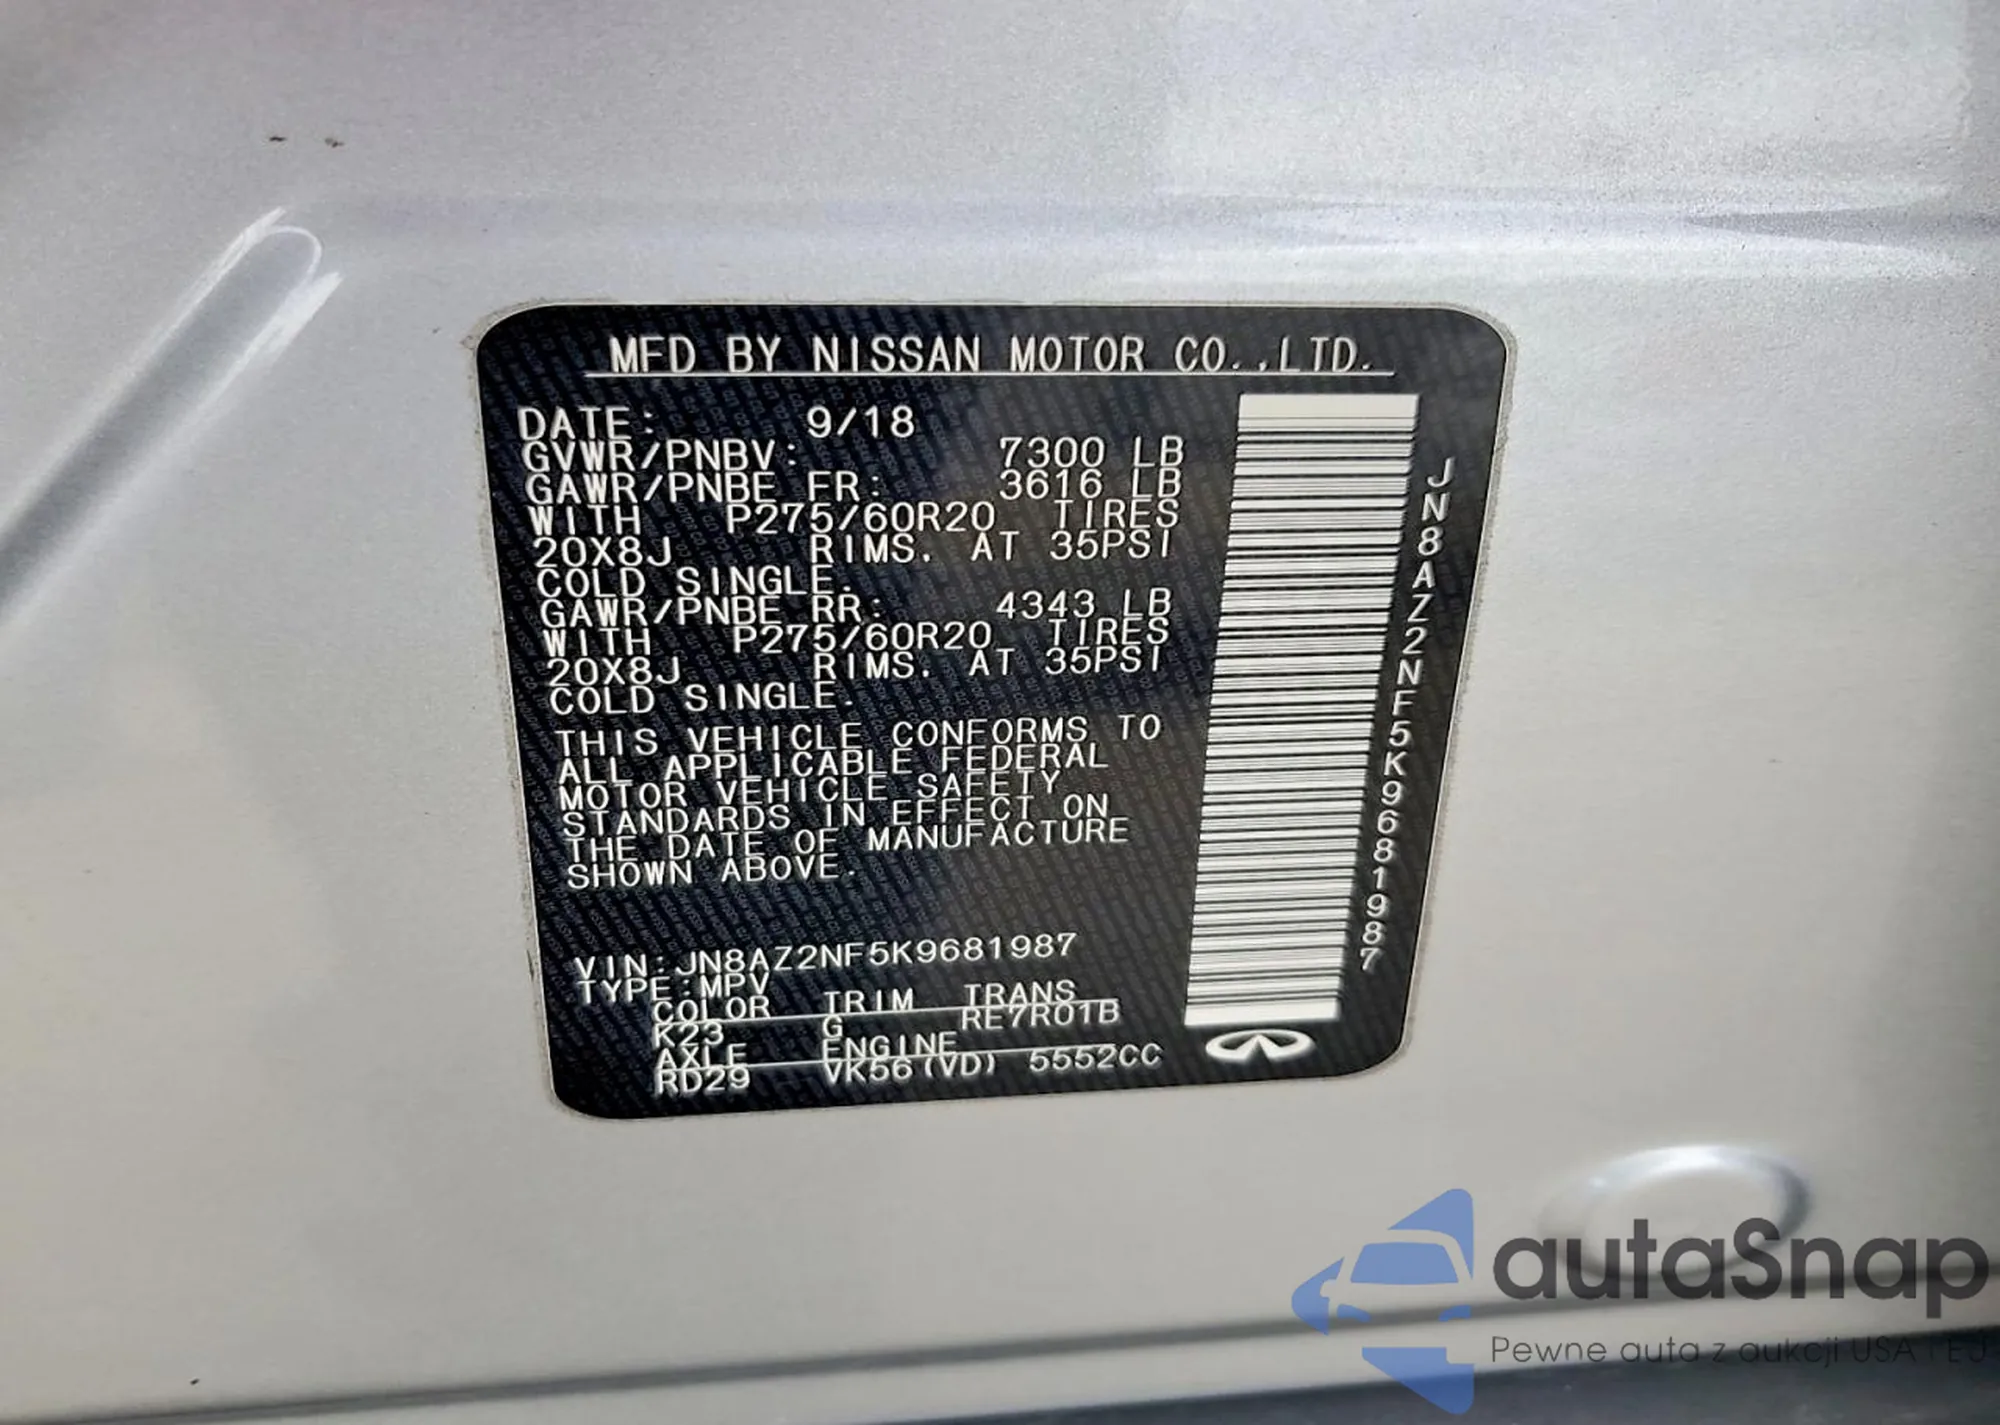 MFD BY NISSAN MOTOR CO.,LTD.
DATE: 9/18
GVWR/PNBV: 7300 LB
GAWR/PNBE FR: 3616 LB
WITH P275/60R20 TIRES
20X8J RIMS. AT 35PSI
COLD SINGLE.
GAWR/PNBE RR: 4343 LB
WITH P275/60R20 TIRES
20X8J RIMS. AT 35PSI
COLD SINGLE.
THIS VEHICLE CONFORMS TO
ALL APPLICABLE FEDERAL
MOTOR VEHICLE SAFETY
STANDARDS IN EFFECT ON
THE DATE OF MANUFACTURE
SHOWN ABOVE.
VIN:JN8AZ2NF5K9681987
TYPE:MPV
COLOR TRIM TRANS
K23 G RE7R01B
AXLE ENGINE
RD29 VK56(VD) 5552CC
JN8AZ2NF5K9681987
autaSnap
Pewne auta z aukcji USA i EU